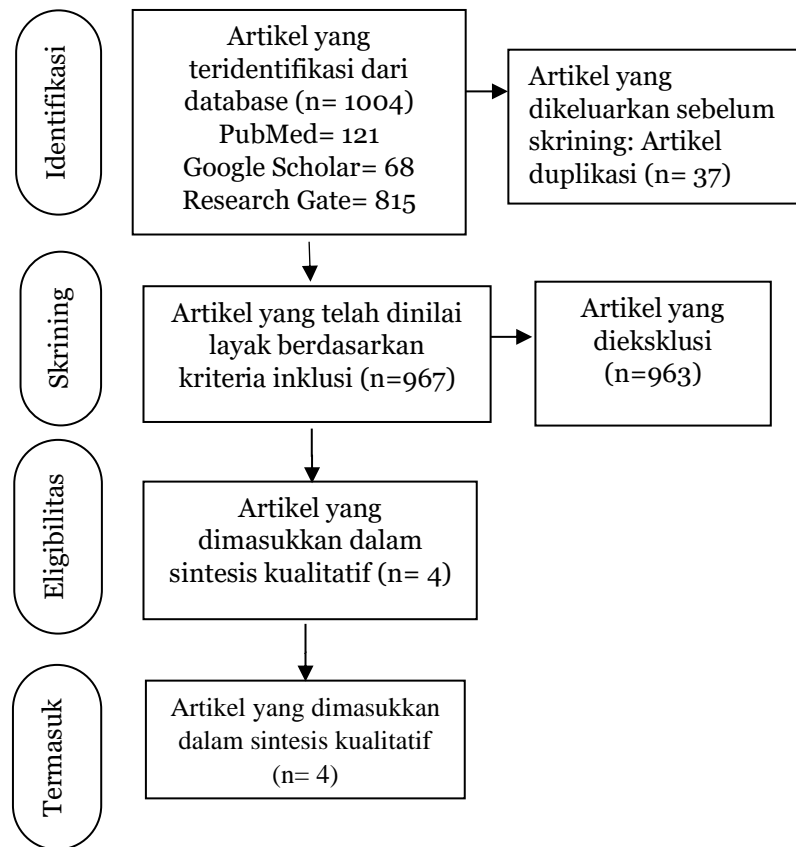 Identifikasi
Artikel yang
teridentifikasi dari
database (n= 1004)
PubMed= 121
Google Scholar= 68
Research Gate= 815
Artikel yang
dikeluarkan sebelum
skrining: Artikel
duplikasi (n= 37)
Skrining
Artikel yang telah dinilai
layak berdasarkan
kriteria inklusi (n=967)
Artikel yang
dieksklusi
(n=963)
Eligibilitas
Artikel yang
dimasukkan dalam
sintesis kualitatif (n= 4)
Termasuk
Artikel yang dimasukkan
dalam sintesis kualitatif
(n= 4)